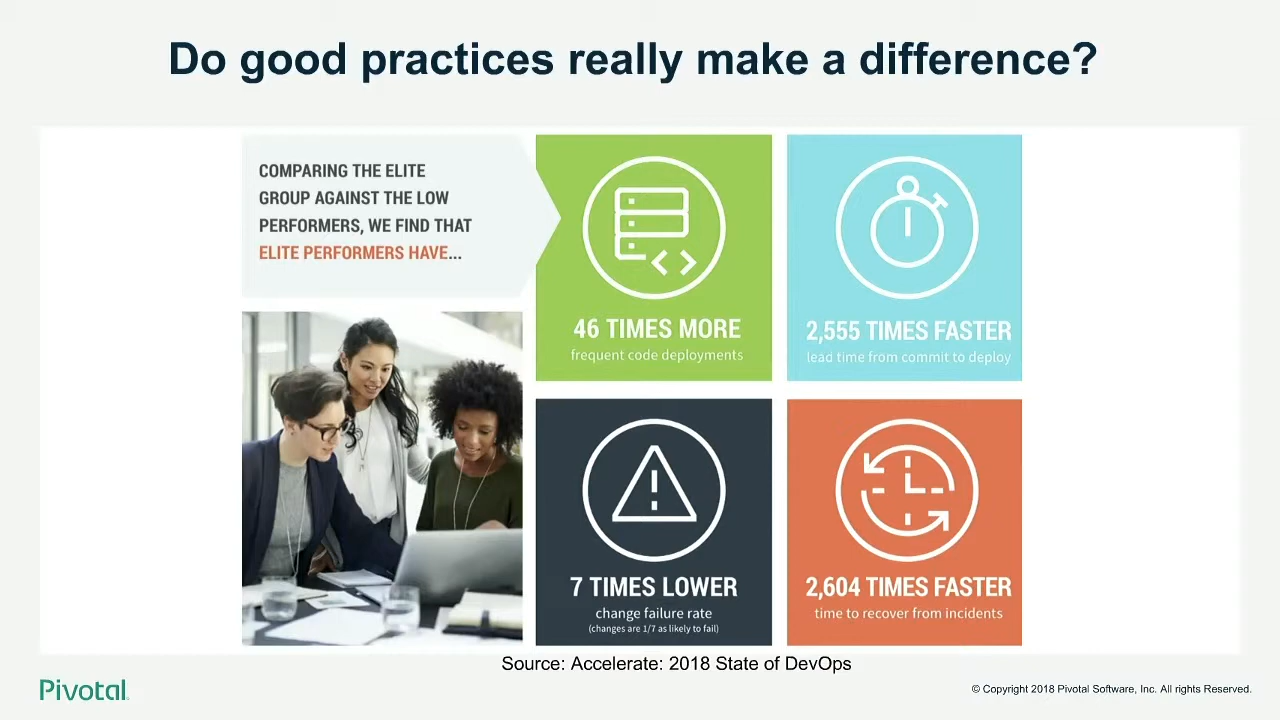 Do good practices really make a difference?
COMPARING THE ELITE
GROUP AGAINST THE LOW
PERFORMERS, WE FIND THAT
ELITE PERFORMERS HAVE...
46 TIMES MORE
frequent code deployments
2,555 TIMES FASTER
lead time from commit to deploy
7 TIMES LOWER
change failure rate
(changes are 1/7 as likely to fail)
2,604 TIMES FASTER
time to recover from incidents
Source: Accelerate: 2018 State of DevOps
Pivotal
© Copyright 2018 Pivotal Software, Inc. All rights Reserved.